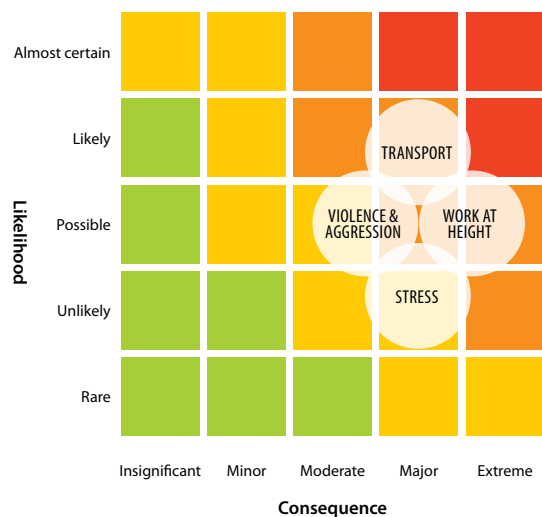 Almost certain
Likely
TRANSPORT
Likelihood
Possible
VIOLENCE &
AGGRESSION
WORK AT
HEIGHT
Unlikely
STRESS
Rare
Insignificant
Minor
Moderate
Major
Extreme
Consequence